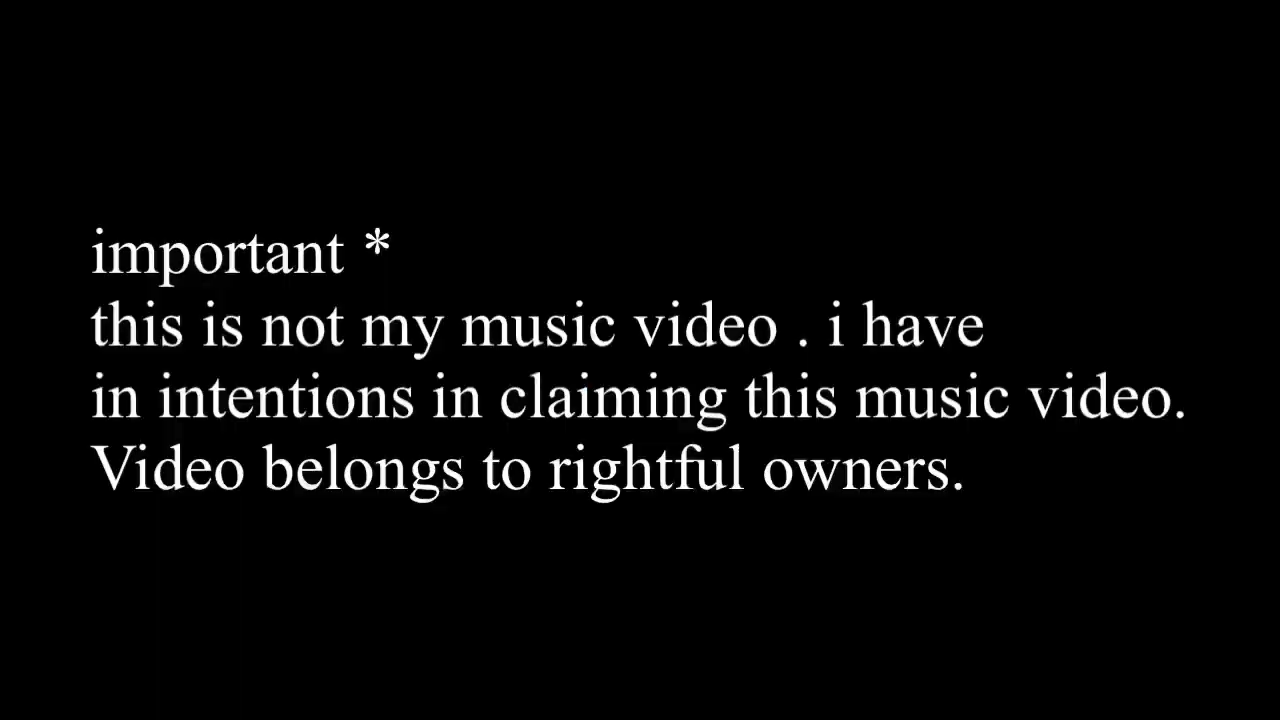 important *
this is not my music video . i have
in intentions in claiming this music video.
Video belongs to rightful owners.